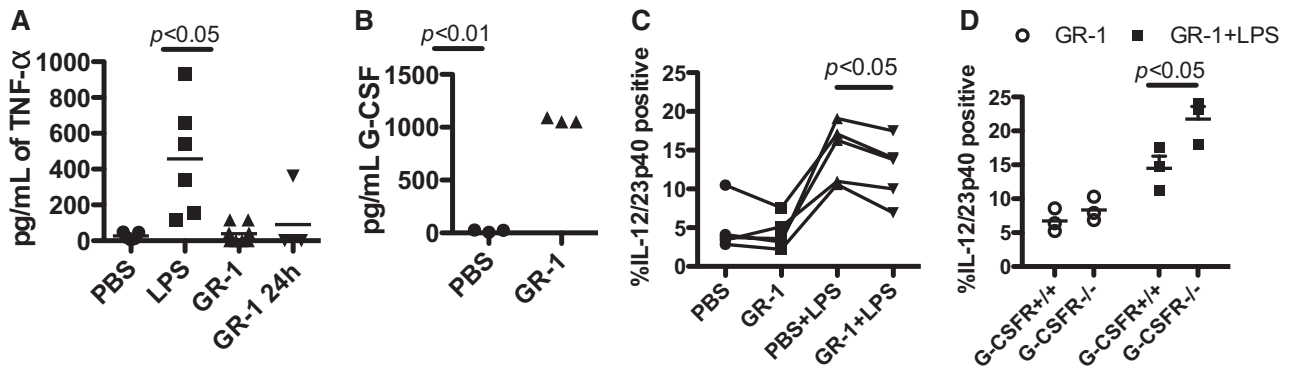 A
p<0.05
pg/mL of TNF-α
1000
800
600
400
200
0
PBS
LPS
GR-1
GR-1 24h
B
p<0.01
pg/mL G-CSF
1500
1000
500
0
PBS
GR-1
C
p<0.05
%IL-12/23p40 positive
25
20
15
10
5
0
PBS
GR-1
PBS+LPS
GR-1+LPS
D
GR-1
GR-1+LPS
p<0.05
%IL-12/23p40 positive
25
20
15
10
5
0
G-CSFR+/+
G-CSFR-/-
G-CSFR+/+
G-CSFR-/-